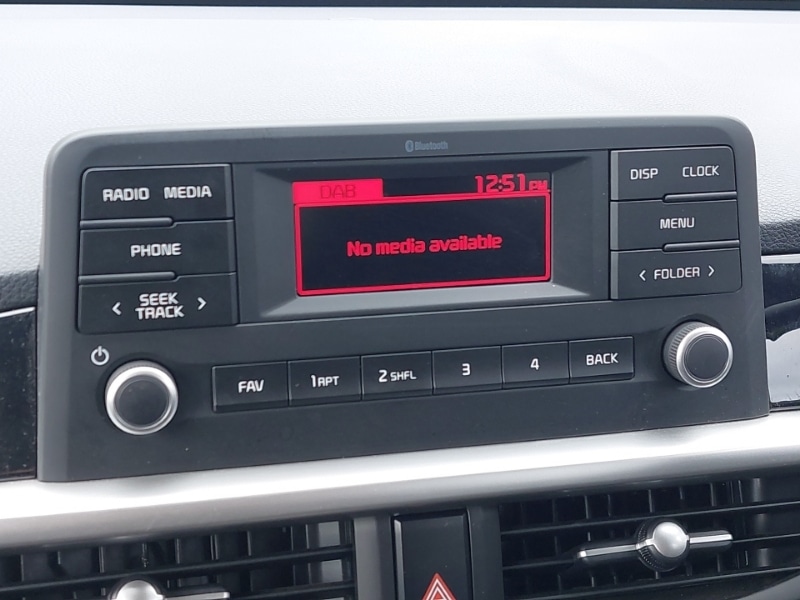 Bluetooth
RADIO MEDIA
PHONE
< SEEK TRACK >
DAB 12:51 PM
No media available
DISP CLOCK
MENU
< FOLDER >
FAV 1 RPT 2 SHFL 3 4 BACK